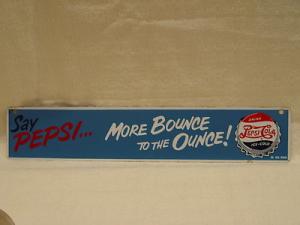 Say
PEPSI...
MORE BOUNCE
TO THE OUNCE!
DRINK
Pepsi-Cola
ICE-COLD